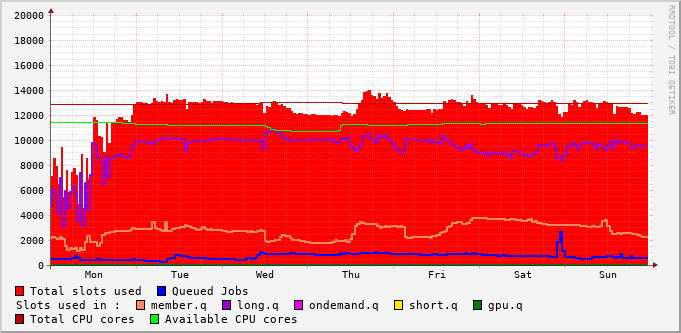 20000
18000
16000
14000
12000
10000
8000
6000
4000
2000
0
Mon Tue Wed Thu Fri Sat Sun
RRDTOOL / TOBI OETIKER
Total slots used Queued Jobs
Slots used in : member.q long.q ondemand.q short.q gpu.q
Total CPU cores Available CPU cores